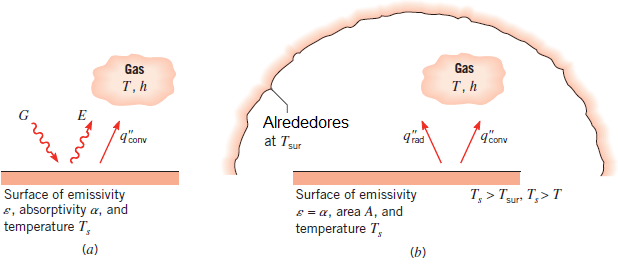 Gas
T, h
G
E
q″conv
Surface of emissivity
ε, absorptivity α, and
temperature Ts
(a)
Gas
T, h
Alrededores
at Tsur
q″rad
q″conv
Surface of emissivity
ε = α, area A, and
temperature Ts
Ts > Tsur, Ts > T
(b)